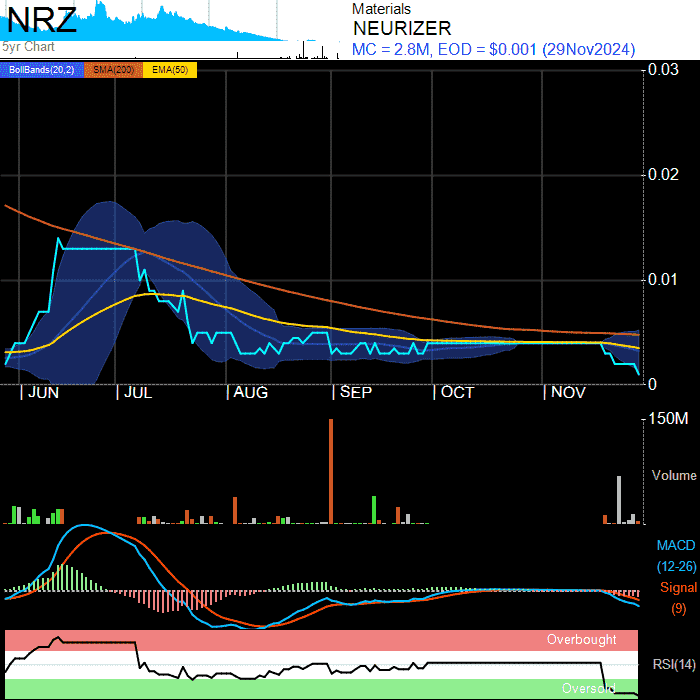 NRZ
5yr Chart
Materials
NEURIZER
MC = 2.8M, EOD = $0.001 (29Nov2024)
BollBands(20,2) SMA(200) EMA(50)
0.03
0.02
0.01
0
JUN JUL AUG SEP OCT NOV
150M
Volume
MACD
(12-26)
Signal
(9)
Overbought
RSI(14)
Oversold